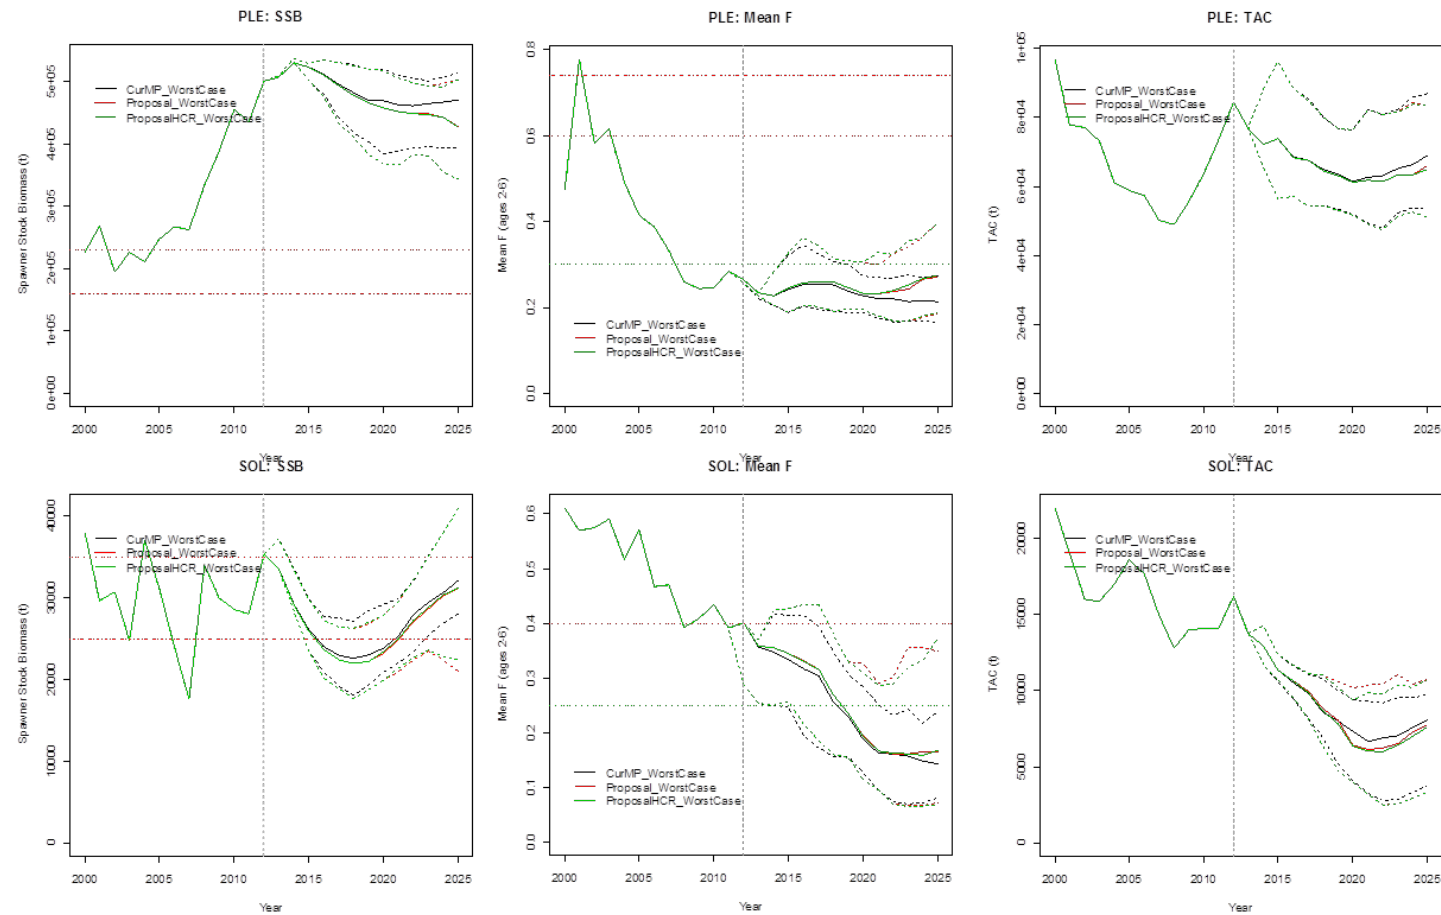 PLE: SSB
PLE: Mean F
PLE: TAC
Spawner Stock Biomass (t)
0e+00 1e+05 2e+05 3e+05 4e+05 5e+05
CurMP_WorstCase
Proposal_WorstCase
ProposalHCR_WorstCase
2000 2005 2010 2015 2020 2025
Year
Mean F (ages 2-6)
0.0 0.2 0.4 0.6 0.8
CurMP_WorstCase
Proposal_WorstCase
ProposalHCR_WorstCase
2000 2005 2010 2015 2020 2025
Year
TAC (t)
0e+00 2e+04 4e+04 6e+04 8e+04 1e+05
CurMP_WorstCase
Proposal_WorstCase
ProposalHCR_WorstCase
2000 2005 2010 2015 2020 2025
Year
SOL: SSB
SOL: Mean F
SOL: TAC
Spawner Stock Biomass (t)
0 10000 20000 30000 40000
CurMP_WorstCase
Proposal_WorstCase
ProposalHCR_WorstCase
2000 2005 2010 2015 2020 2025
Year
Mean F (ages 2-6)
0.0 0.1 0.2 0.3 0.4 0.5 0.6
CurMP_WorstCase
Proposal_WorstCase
ProposalHCR_WorstCase
2000 2005 2010 2015 2020 2025
Year
TAC (t)
0 5000 10000 15000 20000
CurMP_WorstCase
Proposal_WorstCase
ProposalHCR_WorstCase
2000 2005 2010 2015 2020 2025
Year